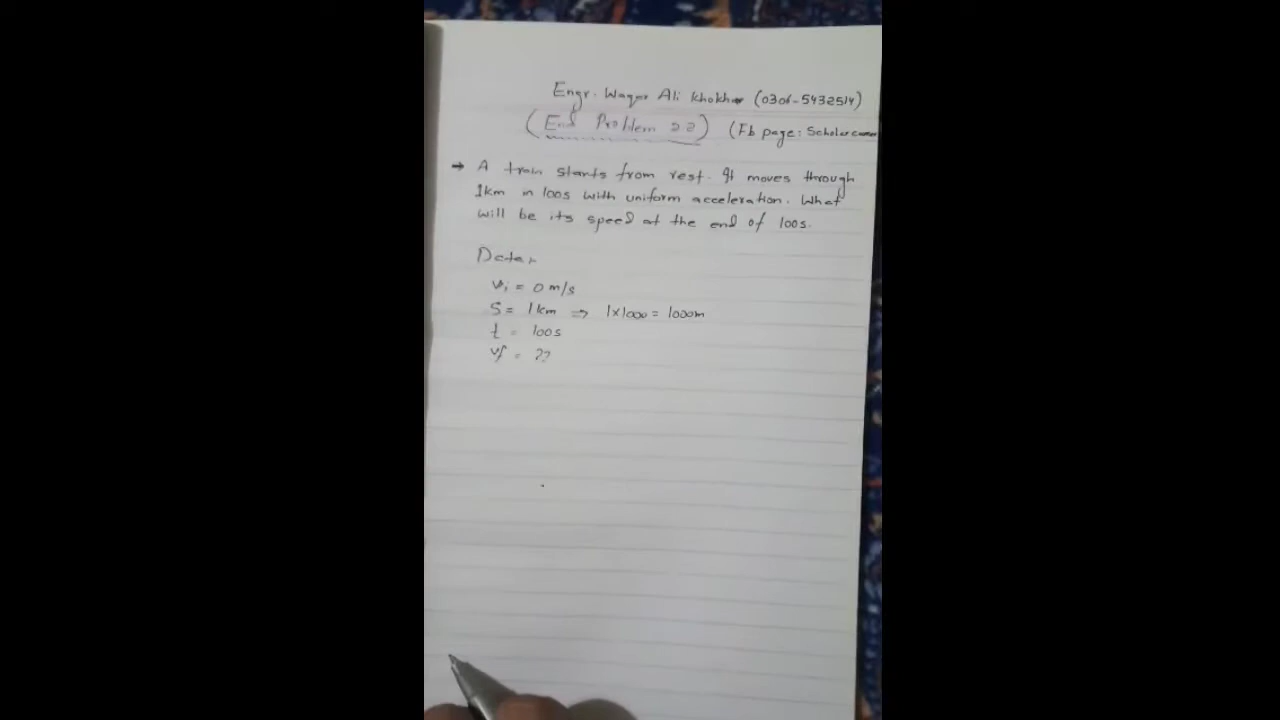 Engr. Waqar Ali Khokhar (0306-5432514)
(End Problem 2.2) (Fb page: Scholar
→ A train starts from rest. It moves through
1km in 100s with uniform acceleration. What
will be its speed at the end of 100s.
Data:
vi = 0 m/s
S = 1 km ⇒ 1×1000 = 1000m
t = 100s
vf = ??